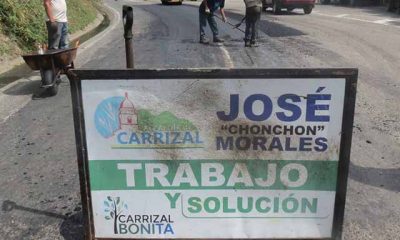 CARRIZAL
JOSÉ
"CHONCHON"
MORALES
TRABAJO
Y SOLUCIÓN
CARRIZAL
BONITA